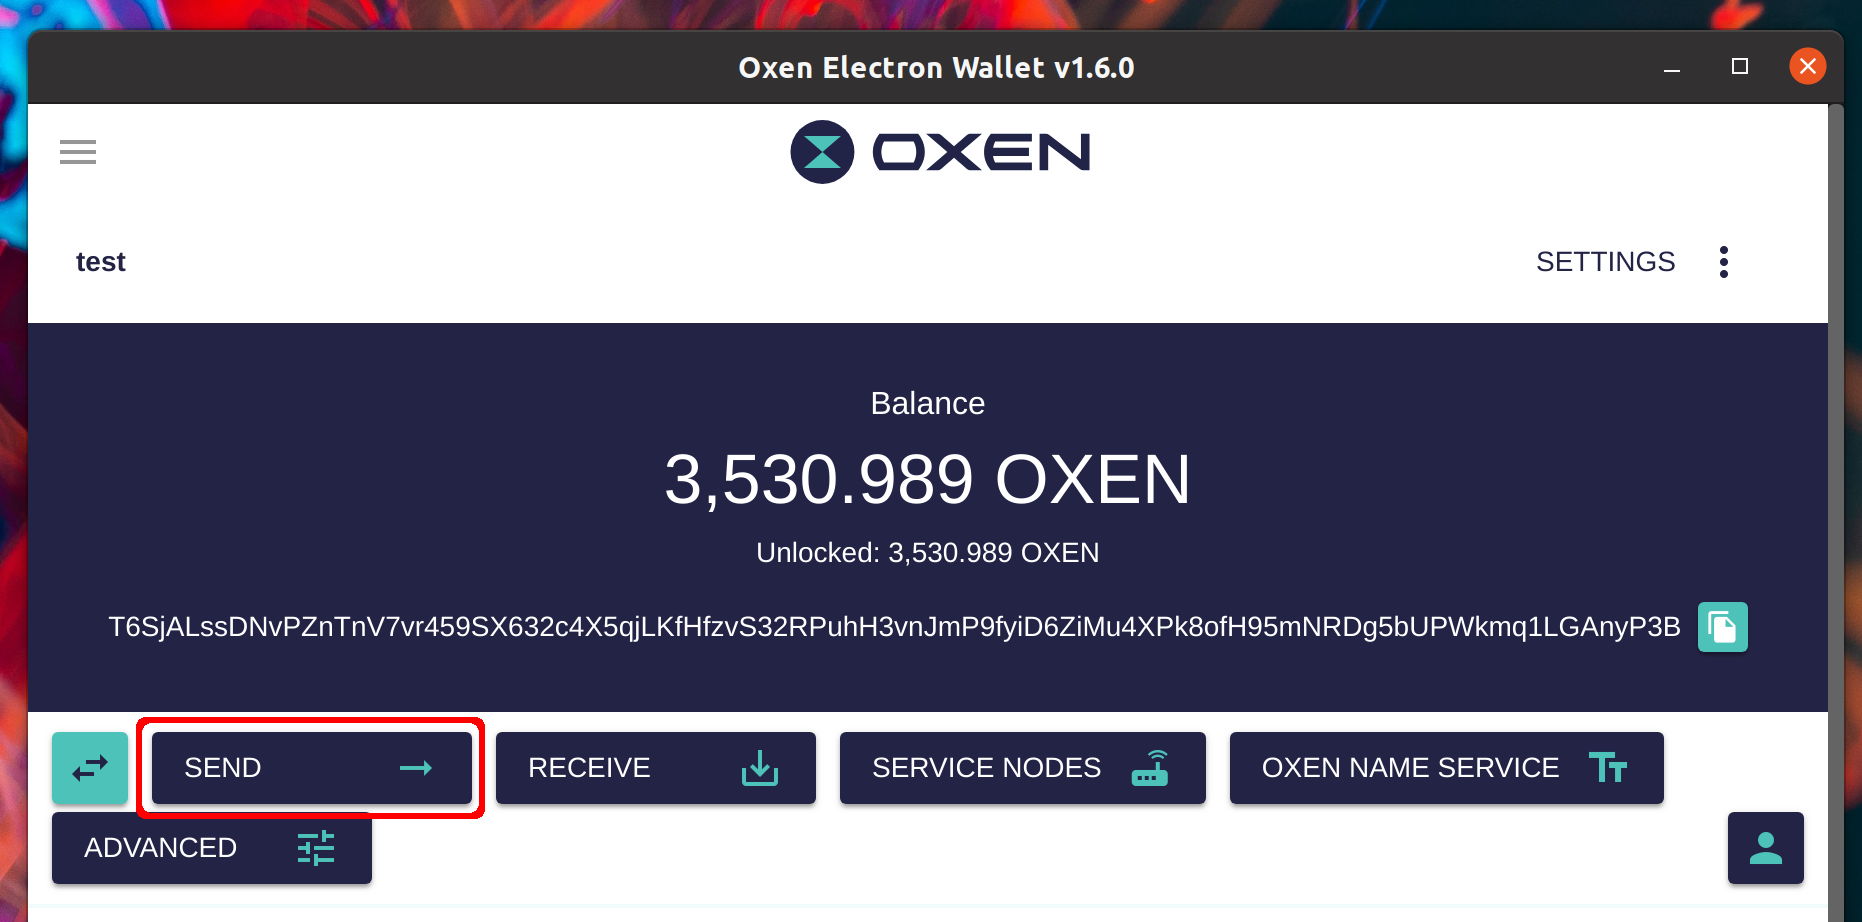 Oxen Electron Wallet v1.6.0
OXEN
test
SETTINGS
Balance
3,530.989 OXEN
Unlocked: 3,530.989 OXEN
T6SjALssDNvPZnTnV7vr459SX632c4X5qjLKfHfzvS32RPuhH3vnJmP9fyiD6ZiMu4XPk8ofH95mNRDg5bUPWkmq1LGAnyP3B
SEND
RECEIVE
SERVICE NODES
OXEN NAME SERVICE
ADVANCED